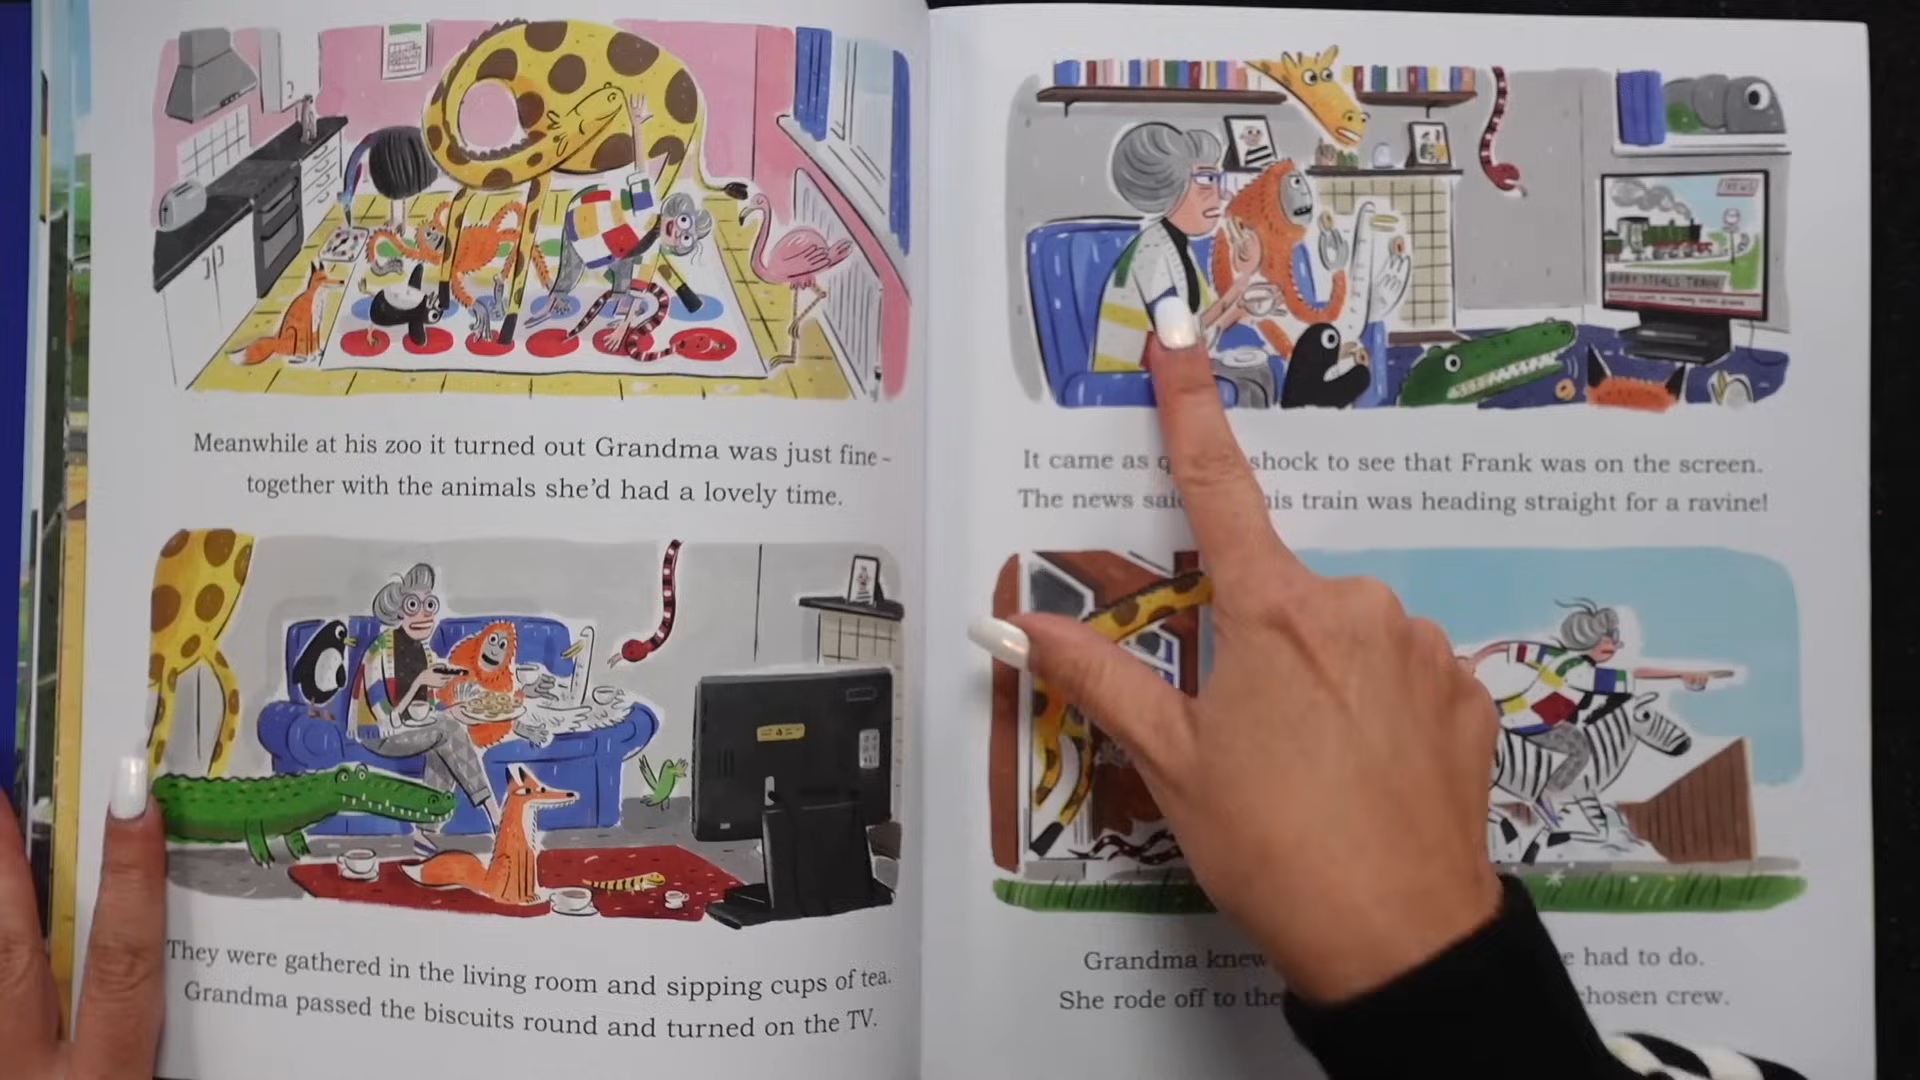 Meanwhile at his zoo it turned out Grandma was just fine –
together with the animals she'd had a lovely time.
They were gathered in the living room and sipping cups of tea.
Grandma passed the biscuits round and turned on the TV.
NEWS
BABY STEALS TRAIN
It came as shock to see that Frank was on the screen.
The news train was heading straight for a ravine!
Grandma knew had to do.
She rode off to the crew.